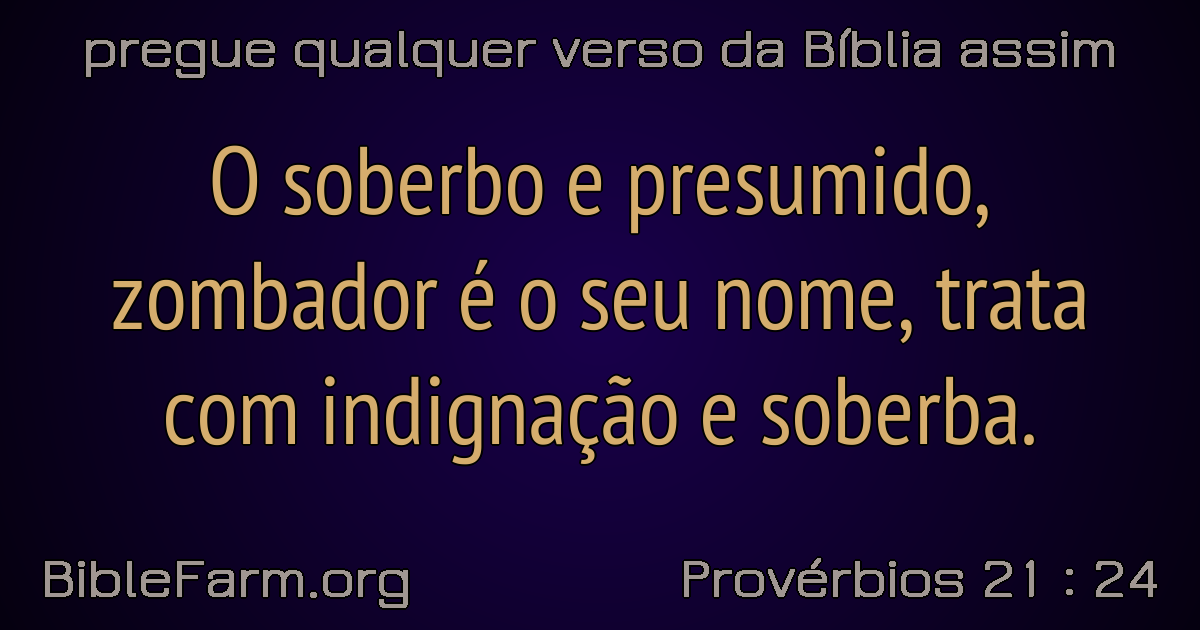 pregue qualquer verso da Bíblia assim
O soberbo e presumido,
zombador é o seu nome, trata
com indignação e soberba.
BibleFarm.org
Provérbios 21 : 24